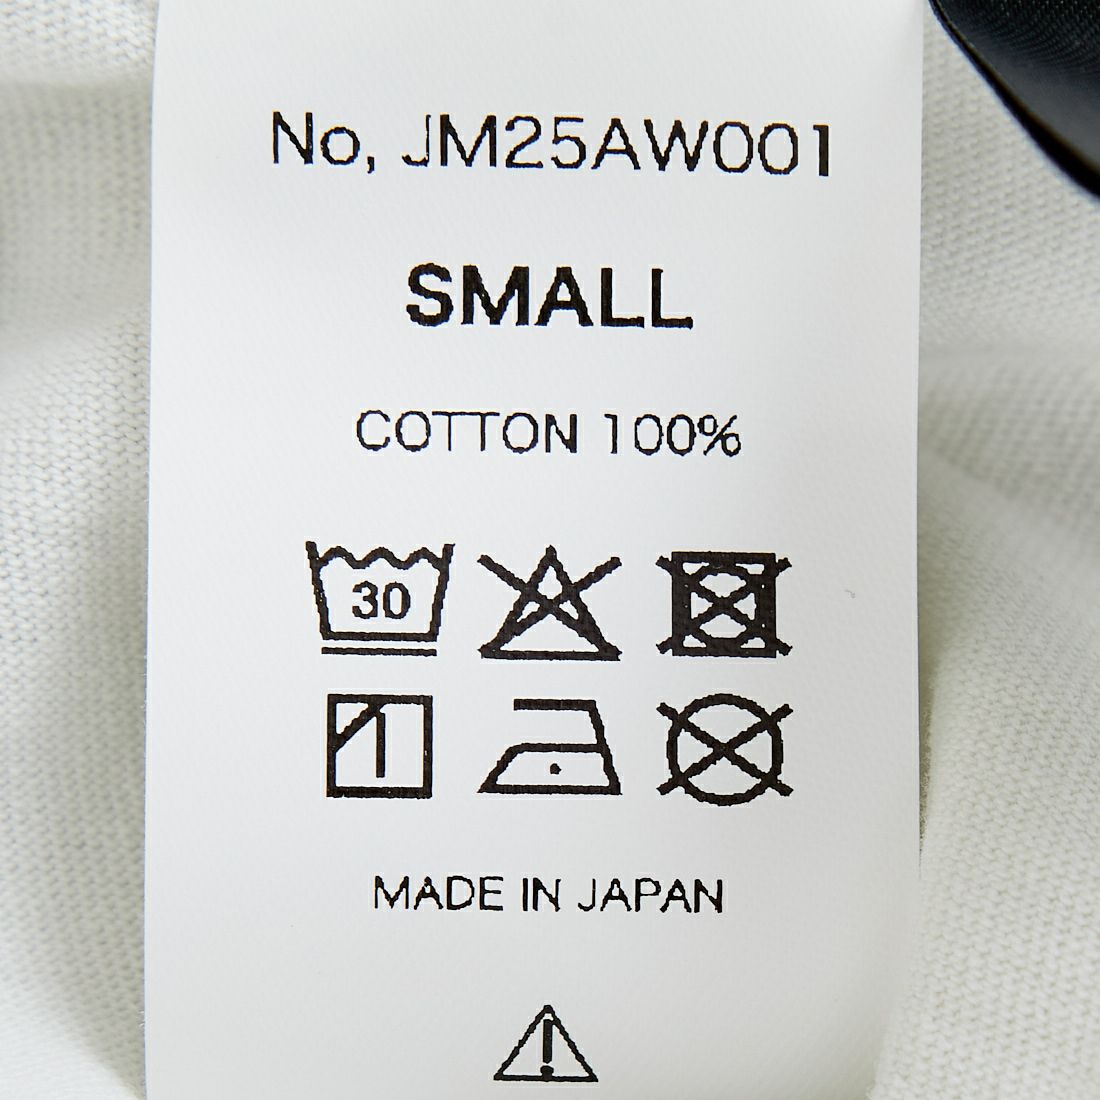 No, JM25AW001
SMALL
COTTON 100%
30
MADE IN JAPAN